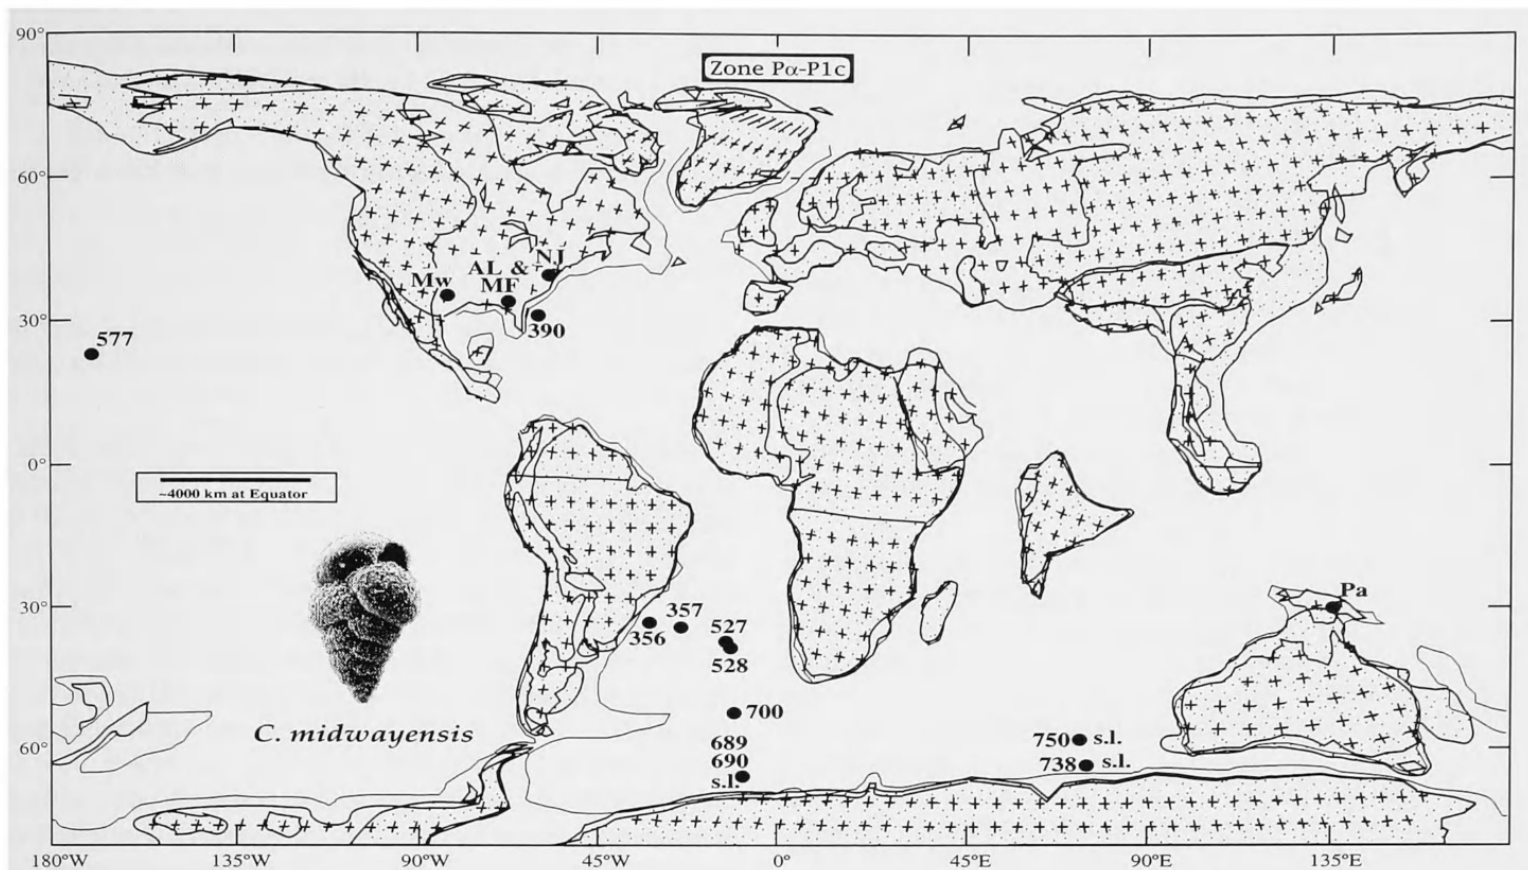 90°
Zone Pα-P1c
60°
NJ
AL &
Mw
MF
30°
390
577
0°
~4000 km at Equator
Pa
30°
357
356
527
528
700
C. midwayensis
689
750 s.l.
60°
690
738 s.l.
s.l.
180°W
135°W
90°W
45°W
0°
45°E
90°E
135°E